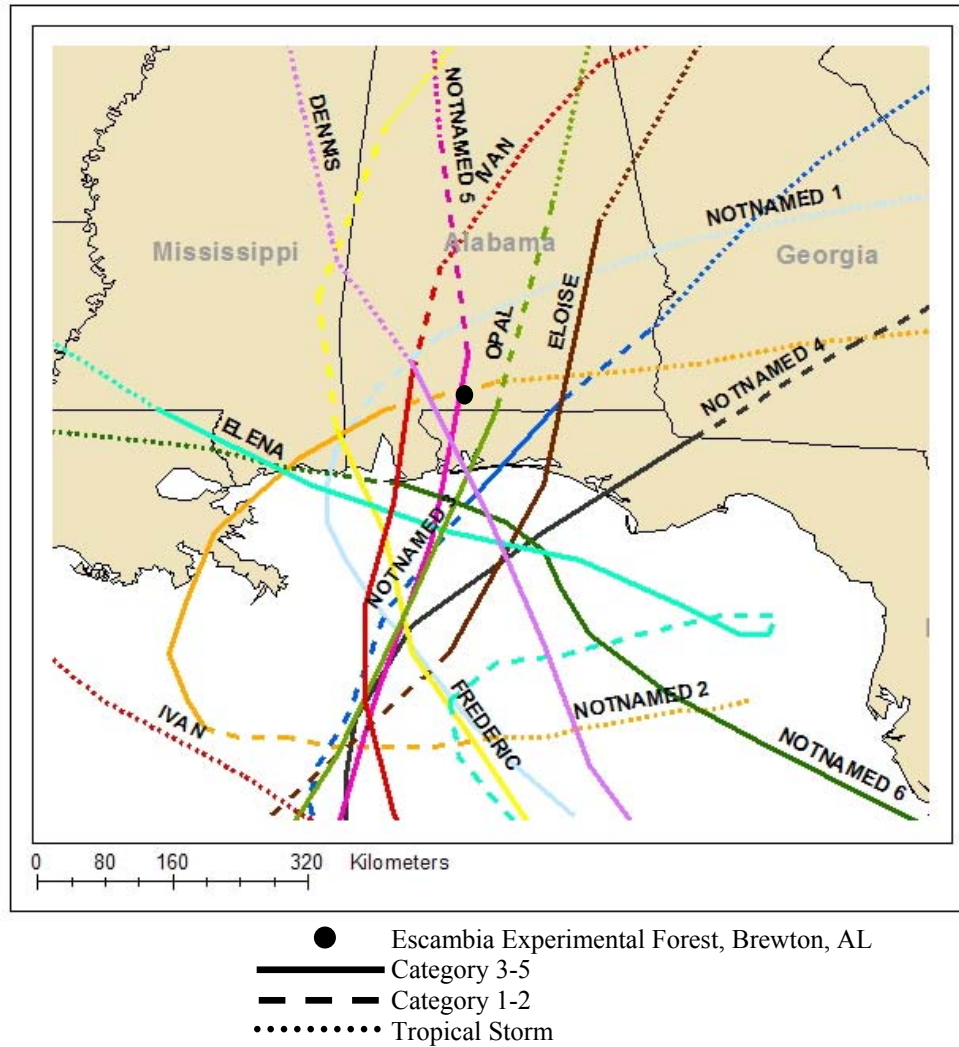 DENNIS
NOTNAMED 5
IVAN
NOTNAMED 1
Mississippi
Alabama
Georgia
OPAL
ELOISE
NOTNAMED 4
ELENA
NOTNAMED 3
FREDERIC
NOTNAMED 2
IVAN
NOTNAMED 6
0 80 160 320 Kilometers
Escambia Experimental Forest, Brewton, AL
Category 3-5
Category 1-2
Tropical Storm